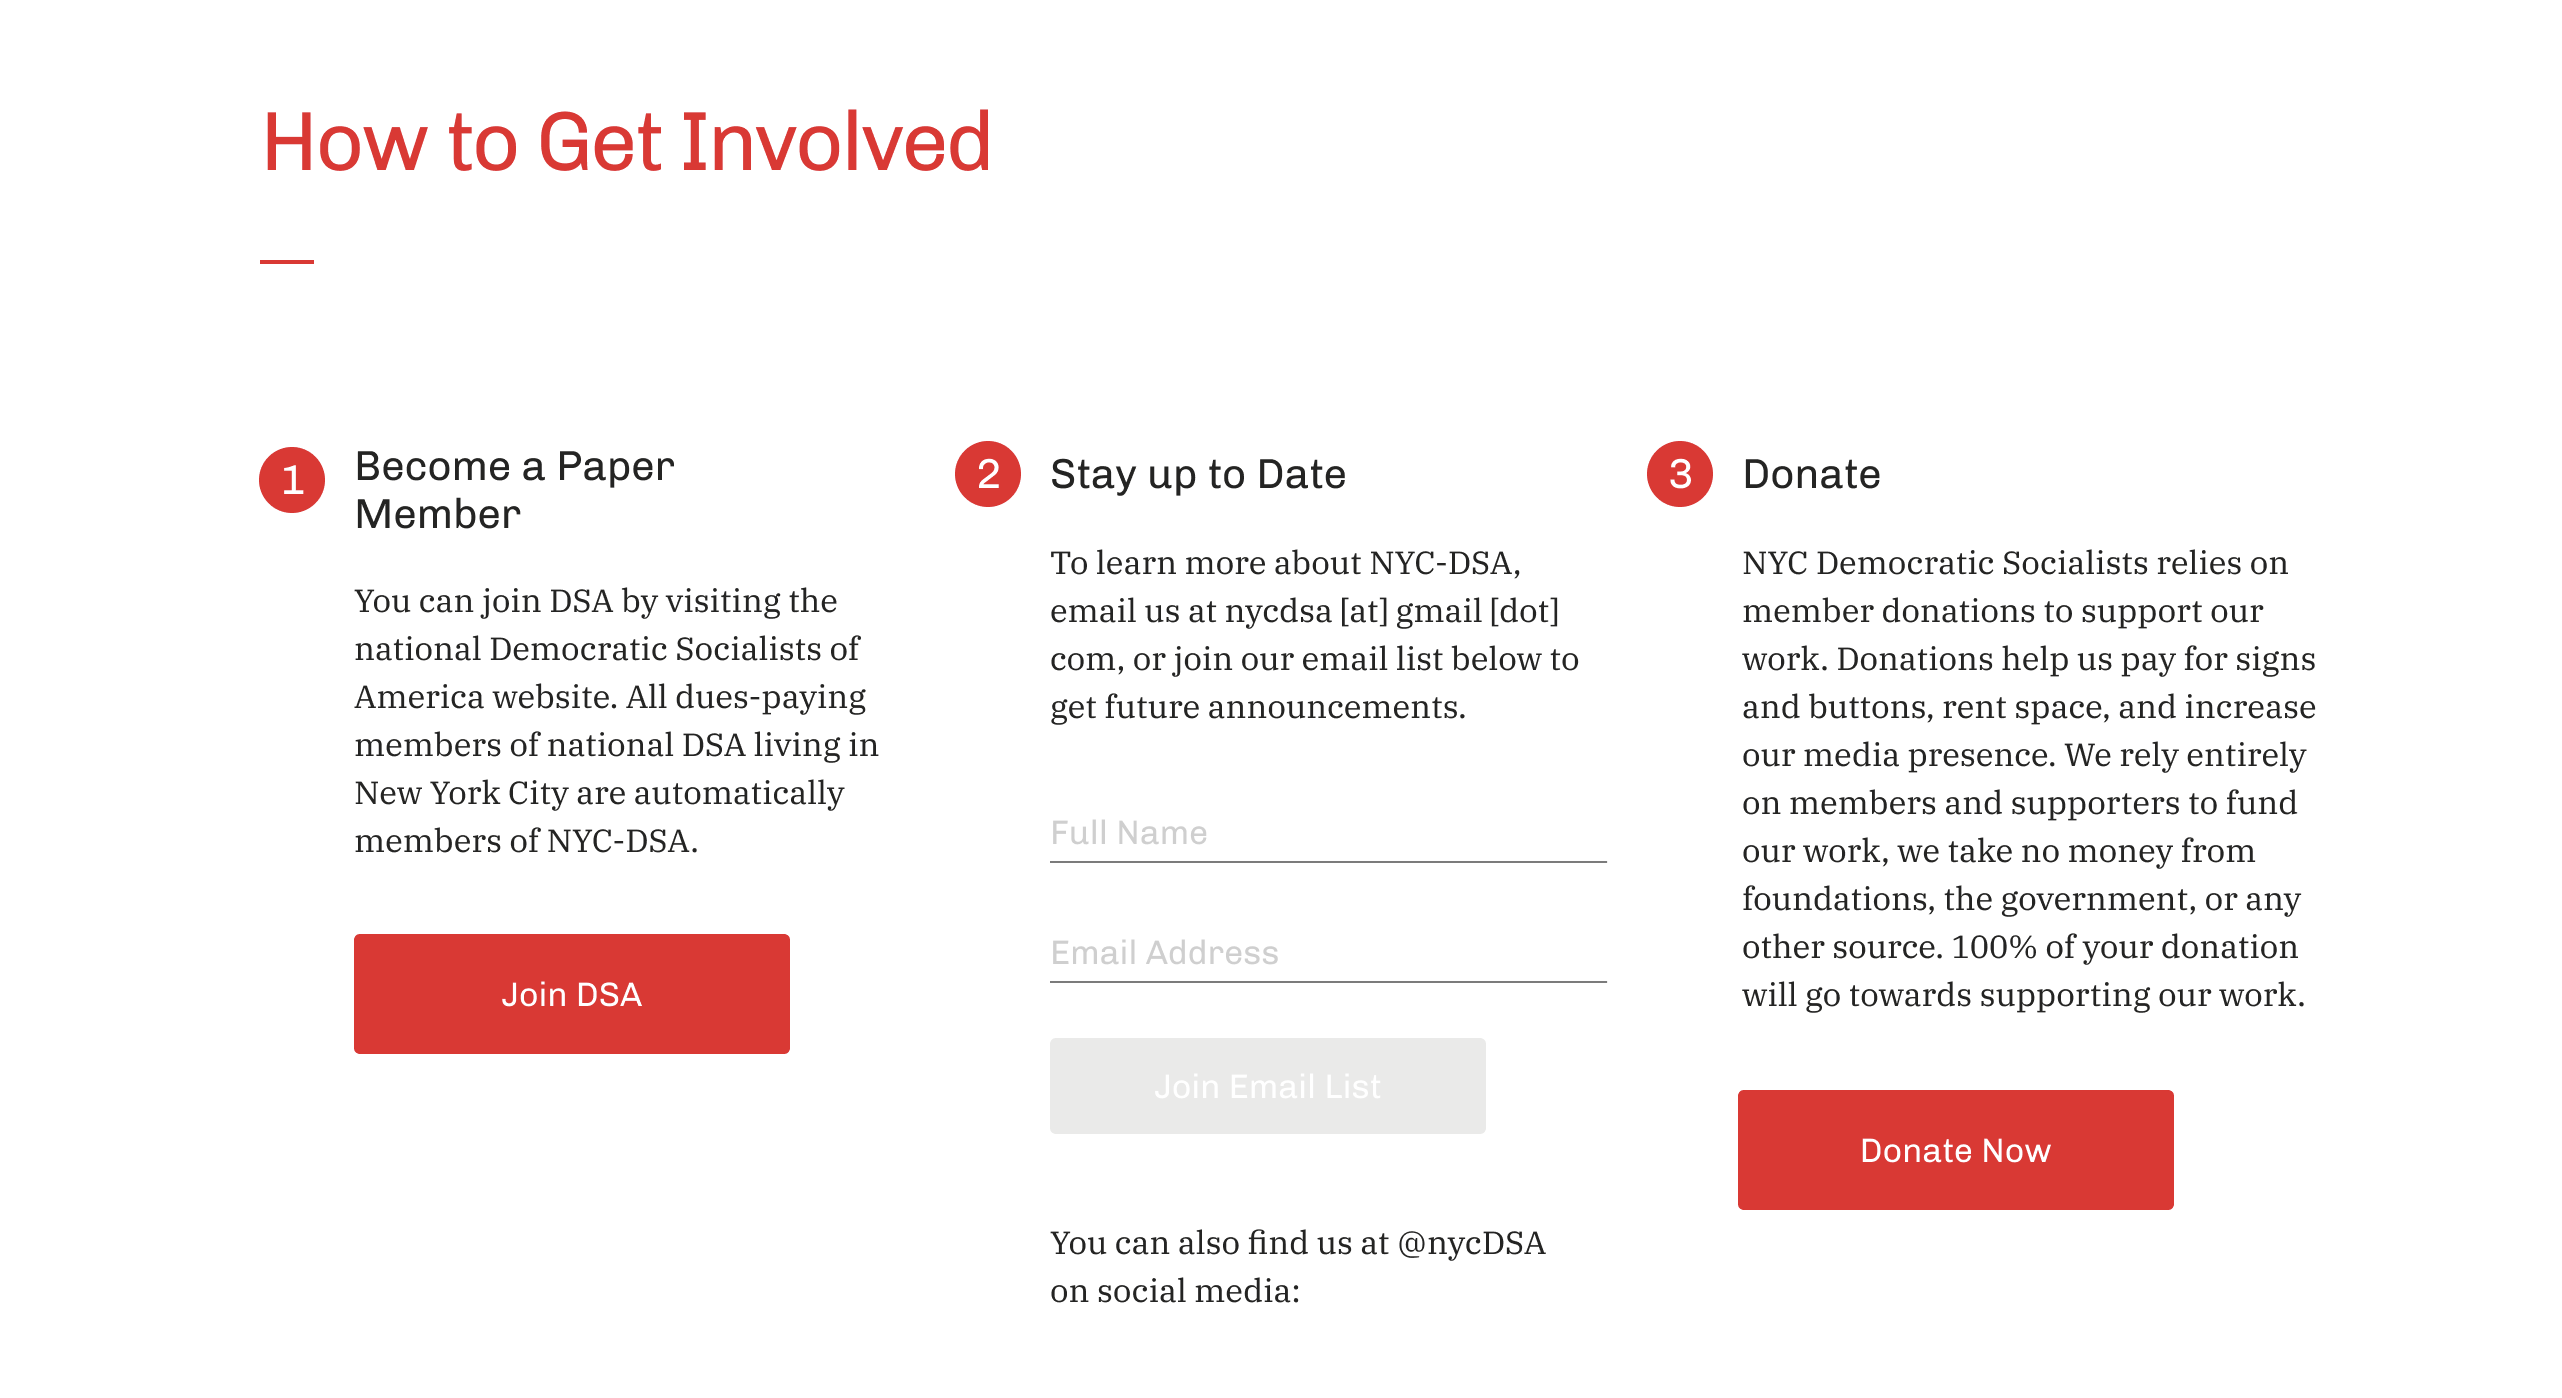 How to Get Involved
1
Become a Paper
Member
You can join DSA by visiting the
national Democratic Socialists of
America website. All dues-paying
members of national DSA living in
New York City are automatically
members of NYC-DSA.
Join DSA
2
Stay up to Date
To learn more about NYC-DSA,
email us at nycdsa [at] gmail [dot]
com, or join our email list below to
get future announcements.
Full Name
Email Address
Join Email List
You can also find us at @nycDSA
on social media:
3
Donate
NYC Democratic Socialists relies on
member donations to support our
work. Donations help us pay for signs
and buttons, rent space, and increase
our media presence. We rely entirely
on members and supporters to fund
our work, we take no money from
foundations, the government, or any
other source. 100% of your donation
will go towards supporting our work.
Donate Now